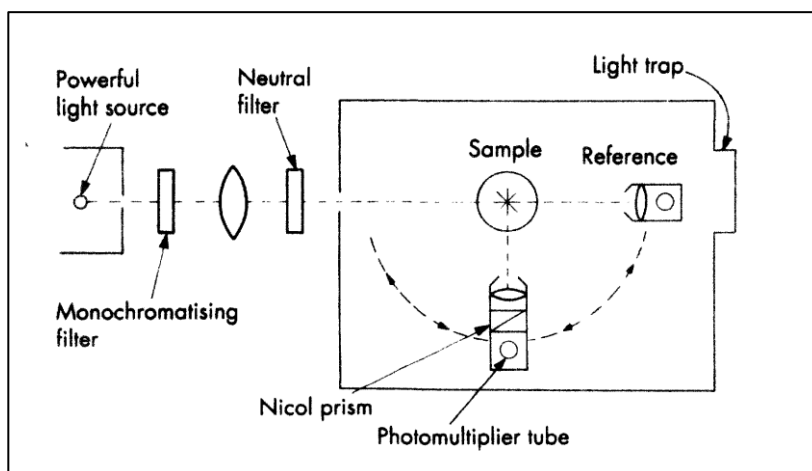 Powerful
light source
Neutral
filter
Light trap
Sample
Reference
Monochromatising
filter
Nicol prism
Photomultiplier tube